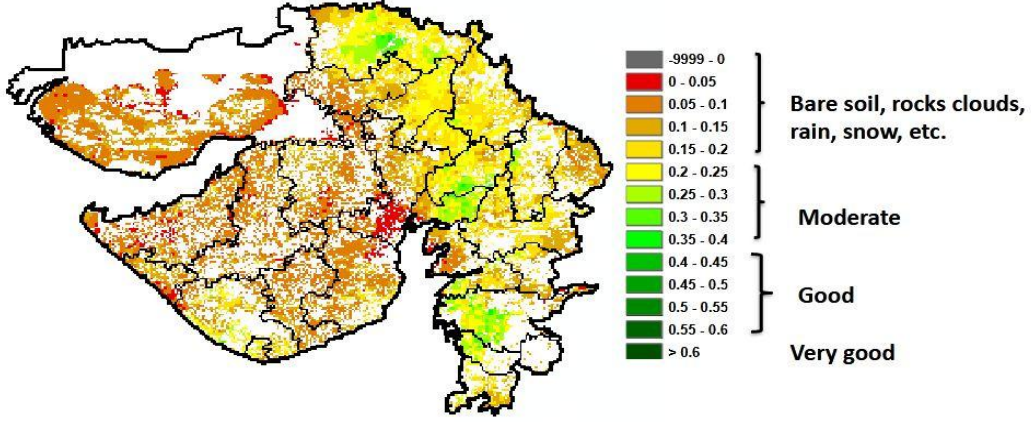 -9999 - 0
0 - 0.05
0.05 - 0.1
0.1 - 0.15
0.15 - 0.2
0.2 - 0.25
0.25 - 0.3
0.3 - 0.35
0.35 - 0.4
0.4 - 0.45
0.45 - 0.5
0.5 - 0.55
0.55 - 0.6
> 0.6
Bare soil, rocks clouds,
rain, snow, etc.
Moderate
Good
Very good